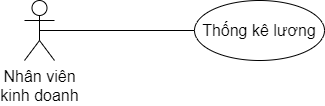 Thống kê lương
Nhân viên
kinh doanh